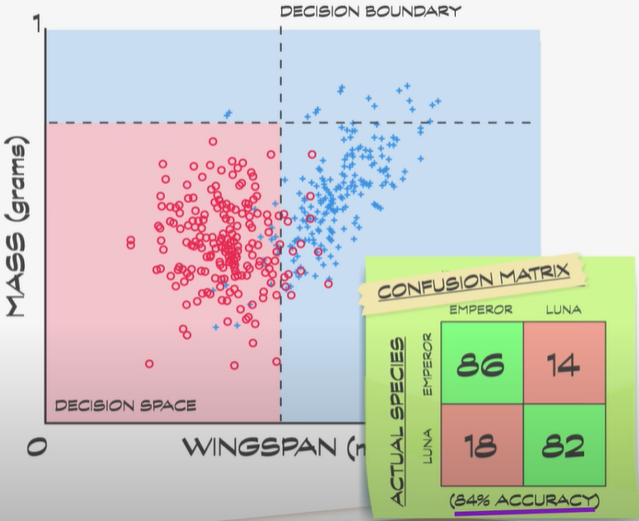 DECISION BOUNDARY
1
MASS (grams)
DECISION SPACE
0
WINGSPAN
CONFUSION MATRIX
EMPEROR LUNA
ACTUAL SPECIES
EMPEROR
86 14
LUNA
18 82
(84% ACCURACY)